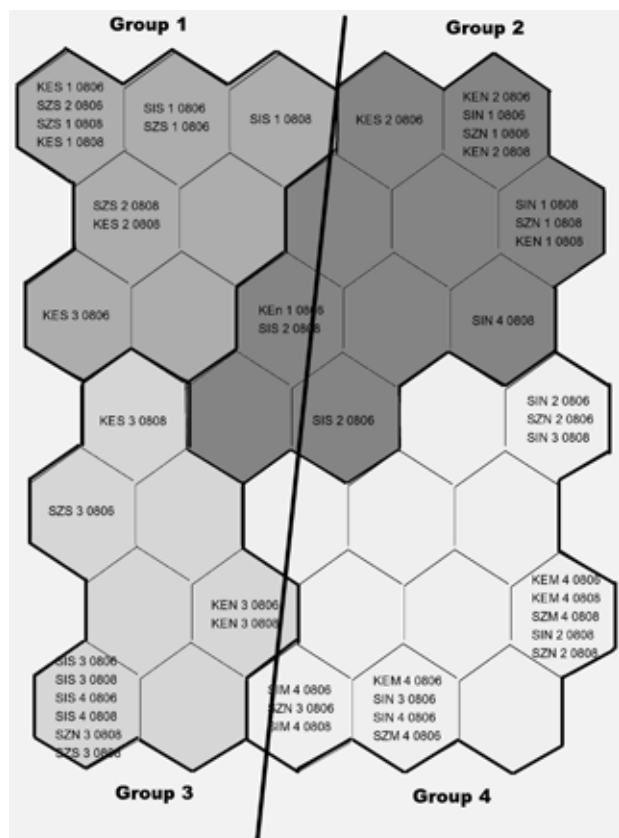 Group 1
Group 2
KES 1 0806
SZS 2 0806
SZS 1 0808
KES 1 0808
SIS 1 0806
SZS 1 0806
SIS 1 0808
KES 2 0806
KEN 2 0806
SIN 1 0806
SZN 1 0806
KEN 2 0808
SZS 2 0808
KES 2 0808
SIN 1 0808
SZN 1 0808
KEN 1 0808
KES 3 0806
KEn 1 0806
SIS 2 0808
SIN 4 0808
KES 3 0808
SIS 2 0806
SIN 2 0806
SZN 2 0806
SIN 3 0808
SZS 3 0806
KEN 3 0806
KEN 3 0808
KEM 4 0806
KEM 4 0808
SZM 4 0808
SIN 2 0808
SZN 2 0808
SIS 3 0806
SIS 3 0808
SIS 4 0806
SIS 4 0808
SZN 3 0808
SZS 3 0808
SIM 4 0806
SZN 3 0806
SIM 4 0808
KEM 4 0806
SIN 3 0806
SIN 4 0806
SZM 4 0806
Group 3
Group 4